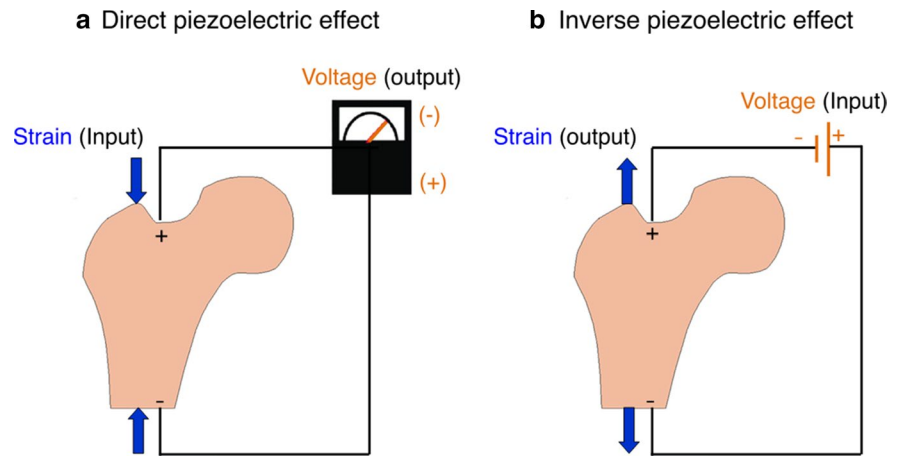 a Direct piezoelectric effect
Voltage (output)
(-)
Strain (Input)
(+)
+
-
b Inverse piezoelectric effect
Voltage (Input)
- +
Strain (output)
+
-